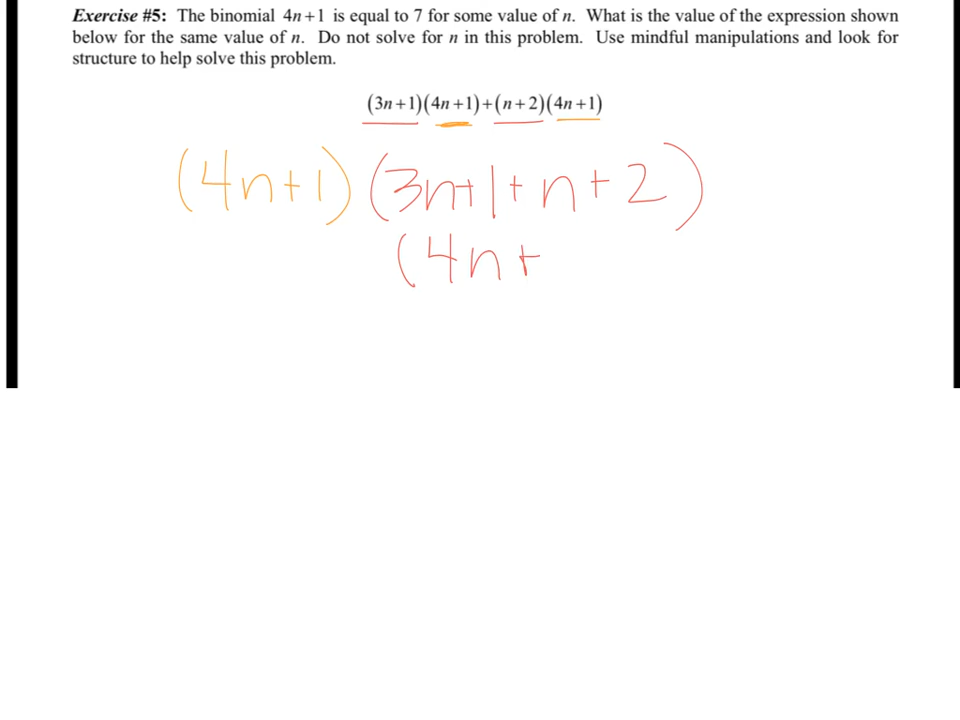 Exercise #5: The binomial 4n+1 is equal to 7 for some value of n. What is the value of the expression shown
below for the same value of n. Do not solve for n in this problem. Use mindful manipulations and look for
structure to help solve this problem.
(3n+1)(4n+1)+(n+2)(4n+1)
(4n+1)(3n+1+n+2)
(4n+